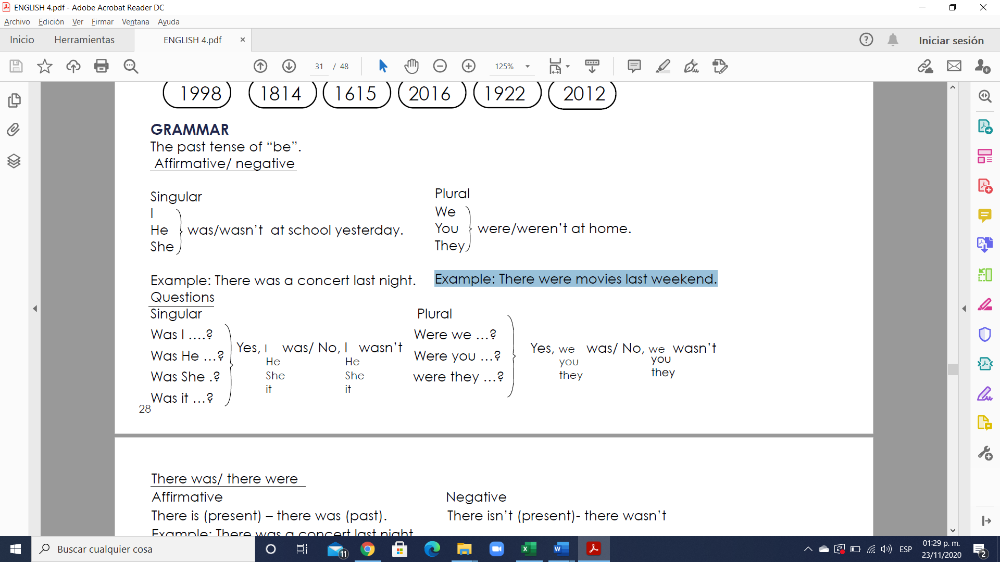 ENGLISH 4.pdf - Adobe Acrobat Reader DC
Archivo Edición Ver Firmar Ventana Ayuda
Inicio Herramientas ENGLISH 4.pdf × Iniciar sesión
31 / 48 125%
1998 1814 1615 2016 1922 2012
GRAMMAR
The past tense of “be”.
Affirmative/ negative
Singular Plural
I We
He was/wasn’t at school yesterday. You were/weren’t at home.
She They
Example: There was a concert last night. Example: There were movies last weekend.
Questions
Singular Plural
Was I ....? Were we ...?
Yes, I was/ No, I wasn’t Yes, we was/ No, we wasn’t
Was He ...? He He Were you ...? you you
Was She .? She She were they ...? they they
it it
Was it ...?
28
There was/ there were
Affirmative Negative
There is (present) – there was (past). There isn’t (present)- there wasn’t
Example: There was a concert last night
Buscar cualquier cosa 11 ESP 01:29 p. m.
23/11/2020 2